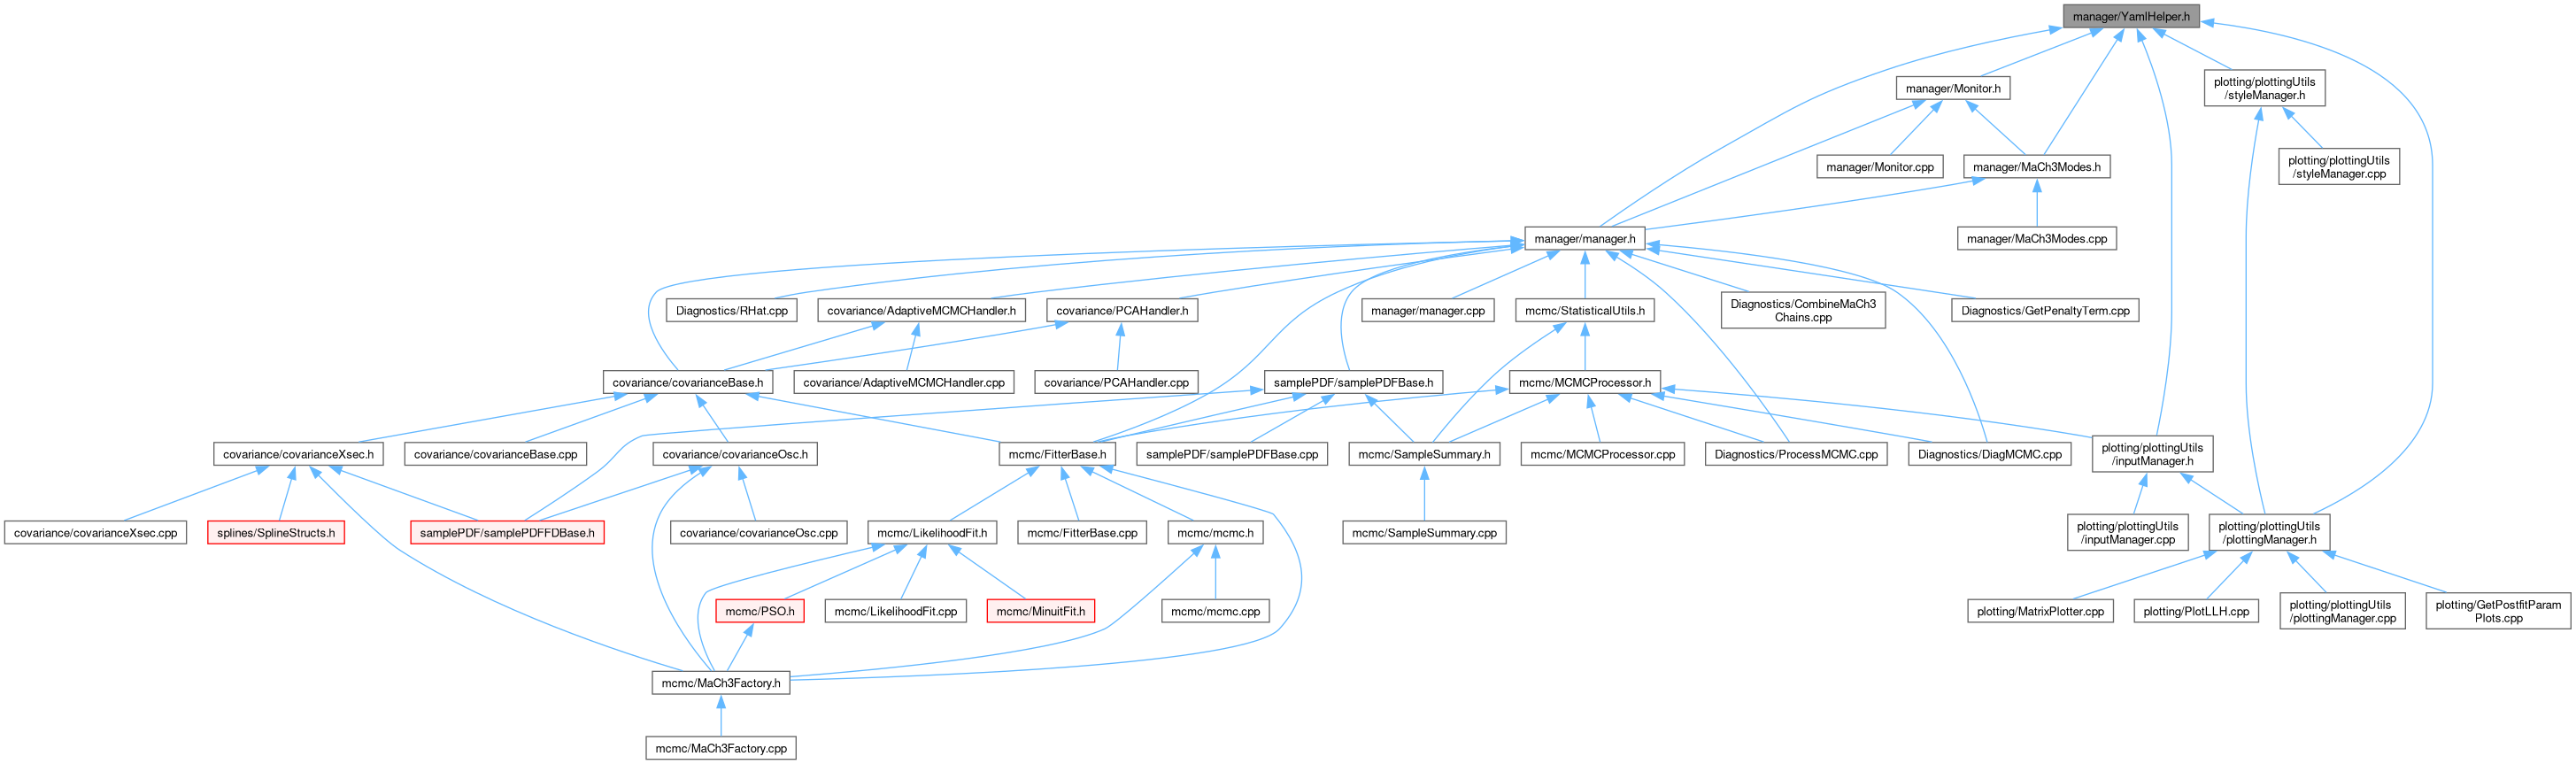 manager/YamlHelper.h
manager/Monitor.h
plotting/plottingUtils
/styleManager.h
manager/Monitor.cpp
manager/MaCh3Modes.h
plotting/plottingUtils
/styleManager.cpp
manager/manager.h
manager/MaCh3Modes.cpp
Diagnostics/RHat.cpp
covariance/AdaptiveMCMCHandler.h
covariance/PCAHandler.h
manager/manager.cpp
mcmc/StatisticalUtils.h
Diagnostics/CombineMaCh3
Chains.cpp
Diagnostics/GetPenaltyTerm.cpp
covariance/covarianceBase.h
covariance/AdaptiveMCMCHandler.cpp
covariance/PCAHandler.cpp
samplePDF/samplePDFBase.h
mcmc/MCMCProcessor.h
covariance/covarianceXsec.h
covariance/covarianceBase.cpp
covariance/covarianceOsc.h
mcmc/FitterBase.h
samplePDF/samplePDFBase.cpp
mcmc/SampleSummary.h
mcmc/MCMCProcessor.cpp
Diagnostics/ProcessMCMC.cpp
Diagnostics/DiagMCMC.cpp
plotting/plottingUtils
/inputManager.h
covariance/covarianceXsec.cpp
splines/SplineStructs.h
samplePDF/samplePDFFDBase.h
covariance/covarianceOsc.cpp
mcmc/LikelihoodFit.h
mcmc/FitterBase.cpp
mcmc/mcmc.h
mcmc/SampleSummary.cpp
plotting/plottingUtils
/inputManager.cpp
plotting/plottingUtils
/plottingManager.h
mcmc/PSO.h
mcmc/LikelihoodFit.cpp
mcmc/MinuitFit.h
mcmc/mcmc.cpp
plotting/MatrixPlotter.cpp
plotting/PlotLLH.cpp
plotting/plottingUtils
/plottingManager.cpp
plotting/GetPostfitParam
Plots.cpp
mcmc/MaCh3Factory.h
mcmc/MaCh3Factory.cpp